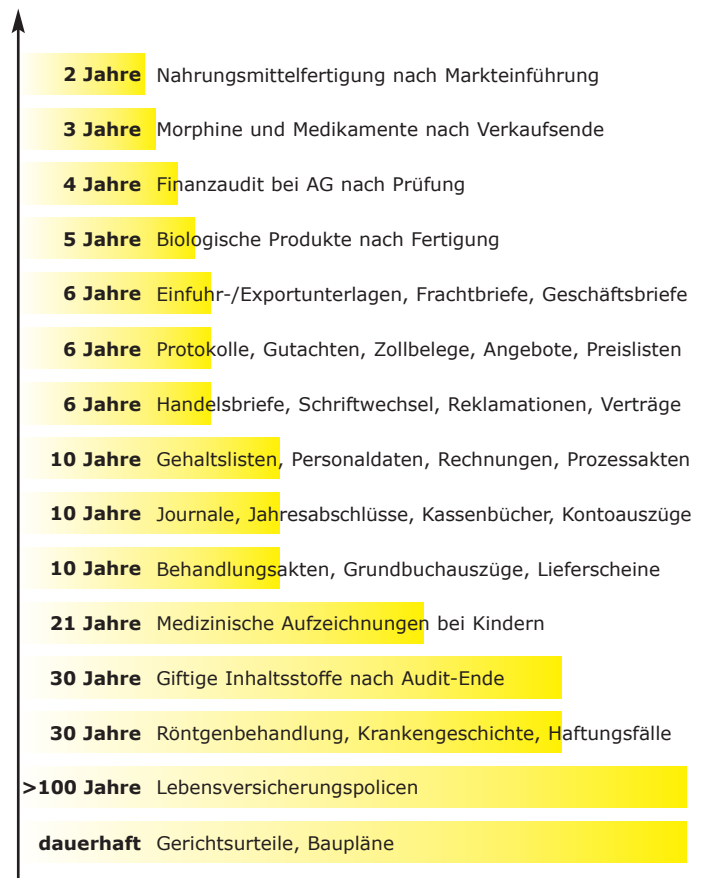 2 Jahre Nahrungsmittelfertigung nach Markteinführung
3 Jahre Morphine und Medikamente nach Verkaufsende
4 Jahre Finanzaudit bei AG nach Prüfung
5 Jahre Biologische Produkte nach Fertigung
6 Jahre Einfuhr-/Exportunterlagen, Frachtbriefe, Geschäftsbriefe
6 Jahre Protokolle, Gutachten, Zollbelege, Angebote, Preislisten
6 Jahre Handelsbriefe, Schriftwechsel, Reklamationen, Verträge
10 Jahre Gehaltslisten, Personaldaten, Rechnungen, Prozessakten
10 Jahre Journale, Jahresabschlüsse, Kassenbücher, Kontoauszüge
10 Jahre Behandlungsakten, Grundbuchauszüge, Lieferscheine
21 Jahre Medizinische Aufzeichnungen bei Kindern
30 Jahre Giftige Inhaltsstoffe nach Audit-Ende
30 Jahre Röntgenbehandlung, Krankengeschichte, Haftungsfälle
>100 Jahre Lebensversicherungspolicen
dauerhaft Gerichtsurteile, Baupläne